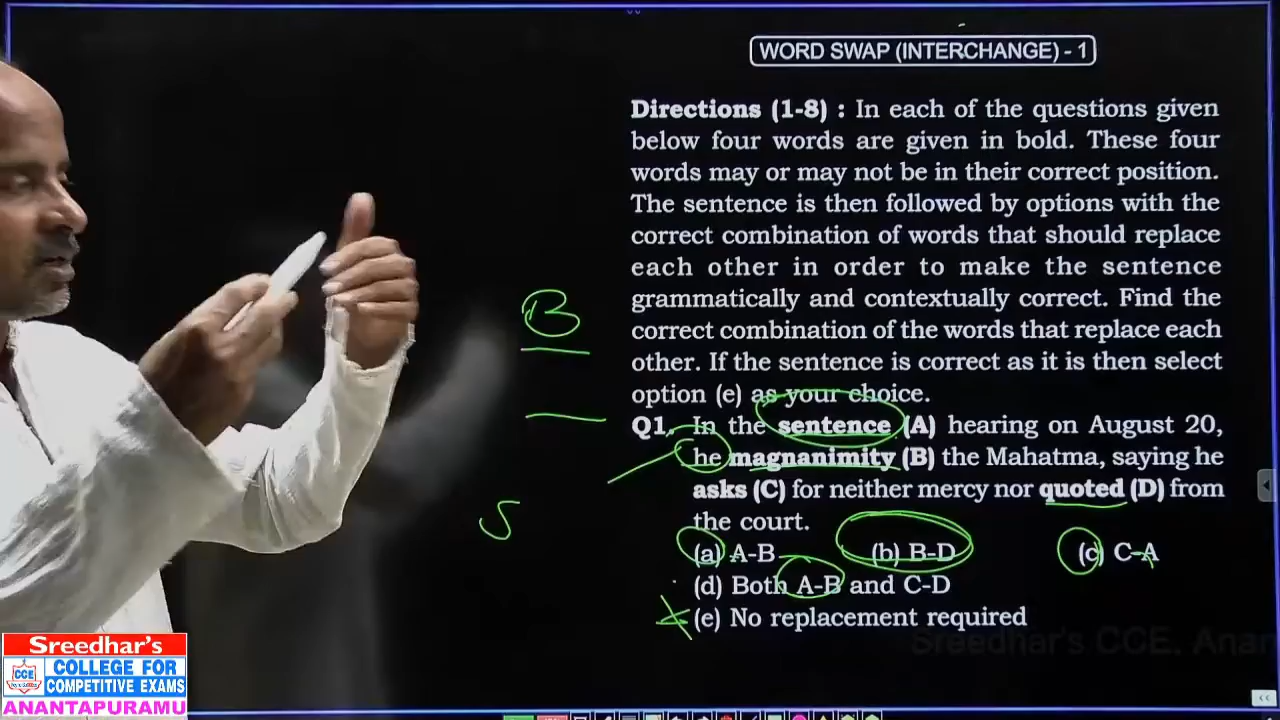 WORD SWAP (INTERCHANGE) - 1
Directions (1-8) : In each of the questions given
below four words are given in bold. These four
words may or may not be in their correct position.
The sentence is then followed by options with the
correct combination of words that should replace
each other in order to make the sentence
grammatically and contextually correct. Find the
correct combination of the words that replace each
other. If the sentence is correct as it is then select
option (e) as your choice.
Q1. In the sentence (A) hearing on August 20,
he magnanimity (B) the Mahatma, saying he
asks (C) for neither mercy nor quoted (D) from
the court.
(a) A-B (b) B-D (c) C-A
(d) Both A-B and C-D
(e) No replacement required
B
S
Sreedhar's CCE, Anan
Sreedhar's
CCE
COLLEGE FOR
COMPETITIVE EXAMS
ANANTAPURAMU